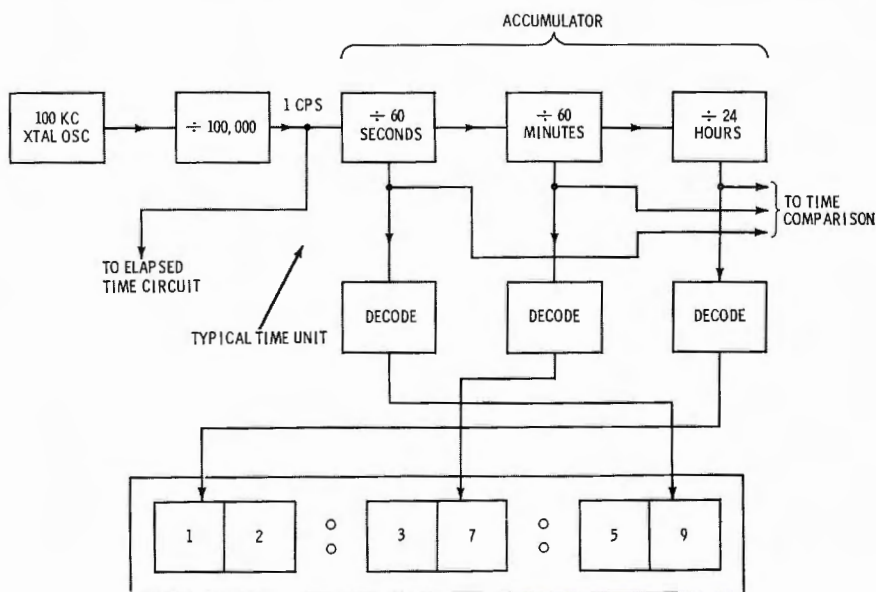 ACCUMULATOR
100 KC
XTAL OSC
÷ 100,000
1 CPS
÷ 60
SECONDS
÷ 60
MINUTES
÷ 24
HOURS
TO TIME
COMPARISON
TO ELAPSED
TIME CIRCUIT
TYPICAL TIME UNIT
DECODE
DECODE
DECODE
1 2 : 3 7 : 5 9